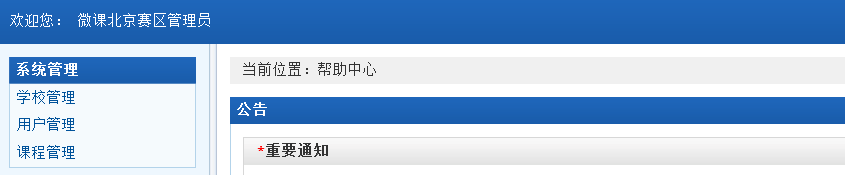 欢迎您： 微课北京赛区管理员
系统管理
学校管理
用户管理
课程管理
当前位置：帮助中心
公告
*重要通知